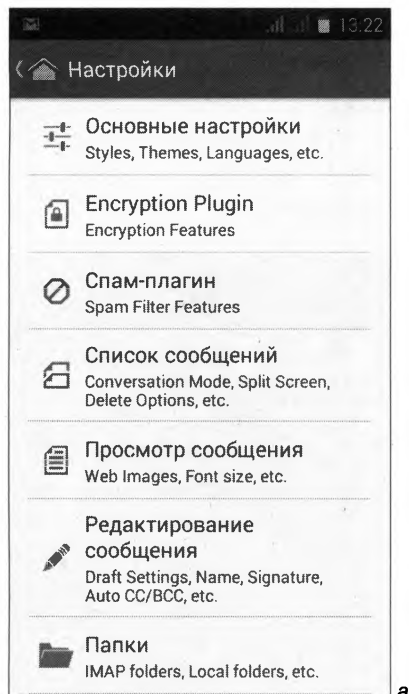 13:22
Настройки
Основные настройки
Styles, Themes, Languages, etc.
Encryption Plugin
Encryption Features
Спам-плагин
Spam Filter Features
Список сообщений
Conversation Mode, Split Screen,
Delete Options, etc.
Просмотр сообщения
Web Images, Font size, etc.
Редактирование
сообщения
Draft Settings, Name, Signature,
Auto CC/BCC, etc.
Папки
IMAP folders, Local folders, etc.
а